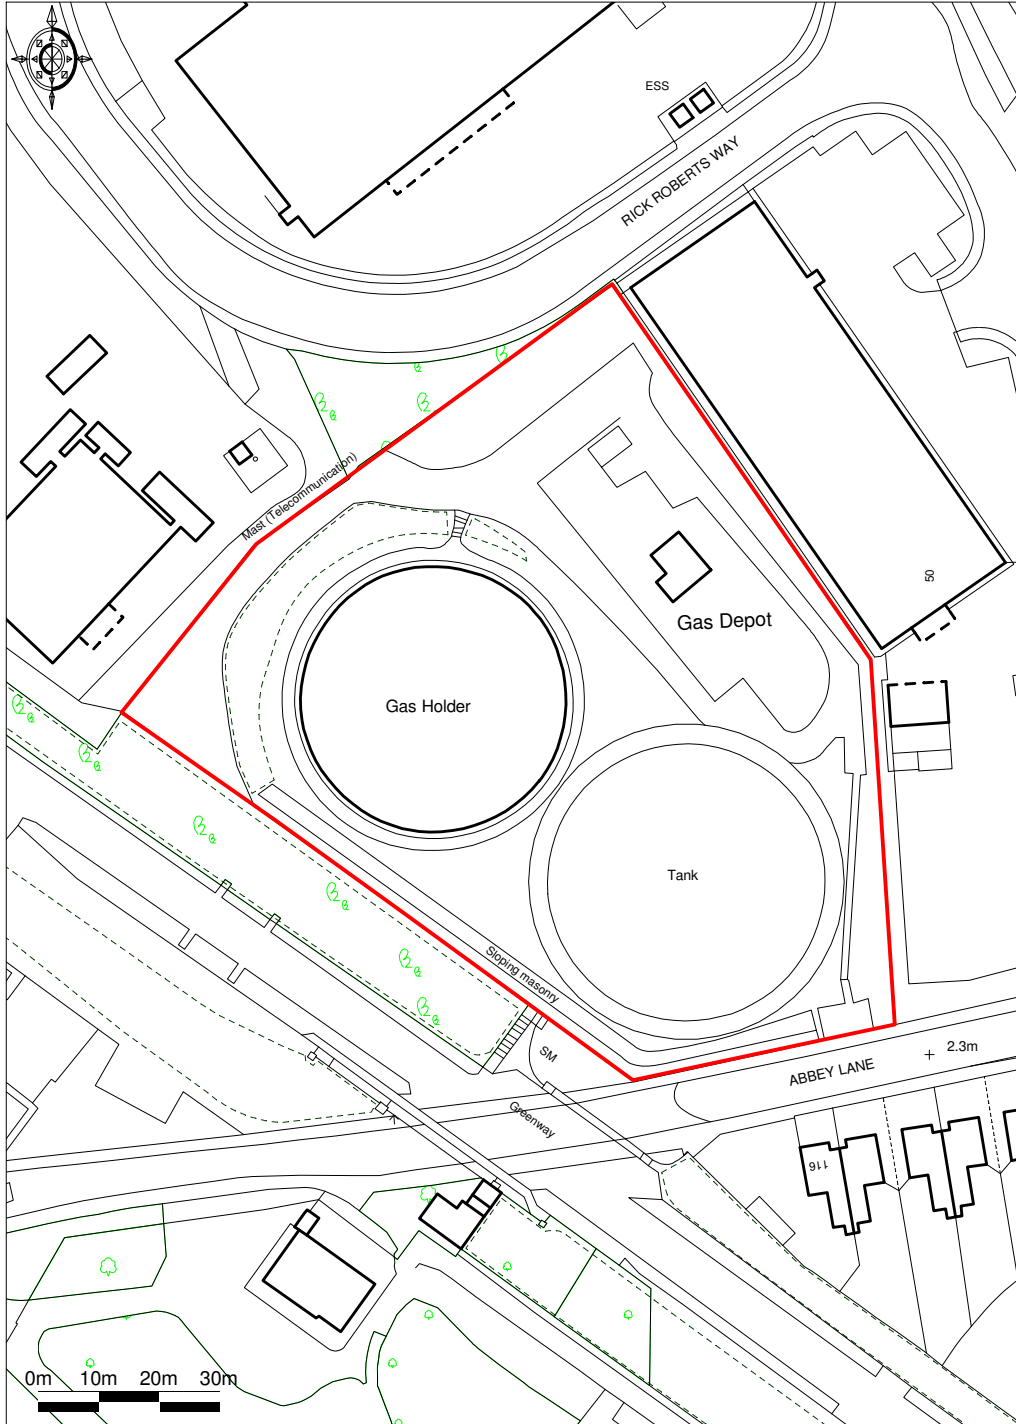 ESS
RICK ROBERTS WAY
Mast (Telecommunication)
50
Gas Depot
Gas Holder
Tank
Sloping masonry
SM
2.3m
ABBEY LANE
Greenway
116
0m 10m 20m 30m